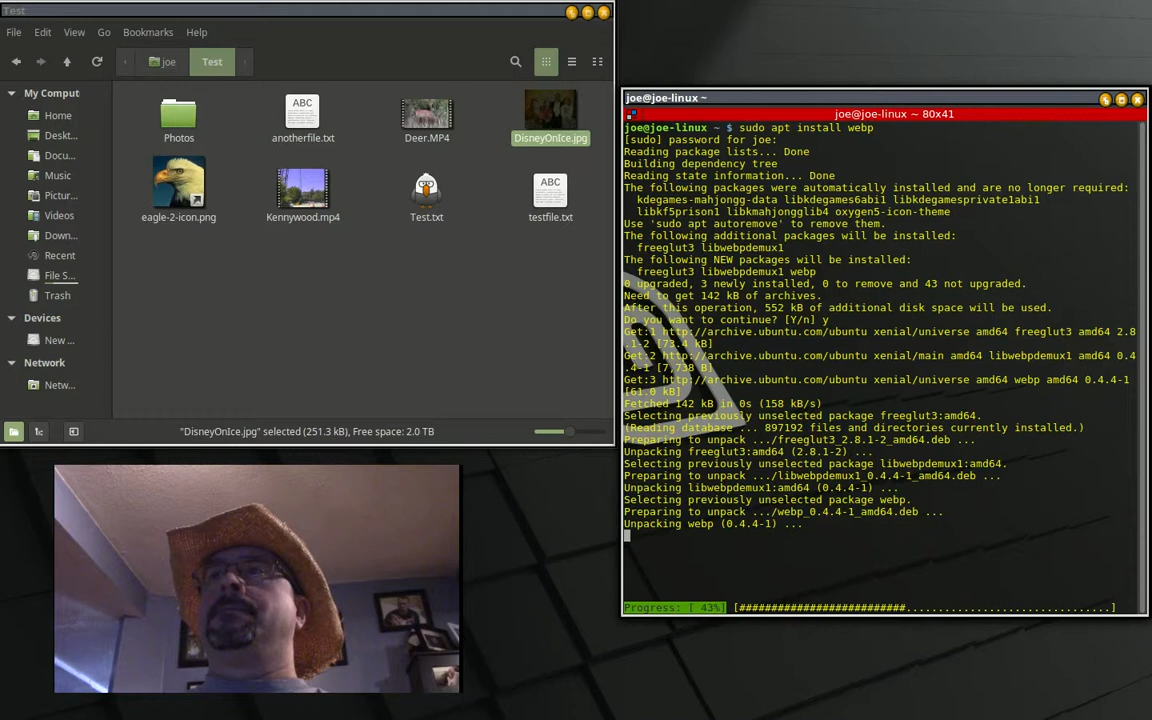 Test
File Edit View Go Bookmarks Help
joe Test
My Comput
Home
Deskt...
Docu...
Music
Pictur...
Videos
Down...
Recent
File S...
Trash
Devices
New ...
Network
Netw...
Photos
ABC
anotherfile.txt
Deer.MP4
DisneyOnIce.jpg
eagle-2-icon.png
Kennywood.mp4
Test.txt
ABC
testfile.txt
"DisneyOnIce.jpg" selected (251.3 kB), Free space: 2.0 TB
joe@joe-linux ~
joe@joe-linux ~ 80x41
joe@joe-linux ~ $ sudo apt install webp
[sudo] password for joe:
Reading package lists... Done
Building dependency tree
Reading state information... Done
The following packages were automatically installed and are no longer required:
kdegames-mahjongg-data libkdegames6abi1 libkdegamesprivate1abi1
libkf5prison1 libkmahjongglib4 oxygen5-icon-theme
Use 'sudo apt autoremove' to remove them.
The following additional packages will be installed:
freeglut3 libwebpdemux1
The following NEW packages will be installed:
freeglut3 libwebpdemux1 webp
0 upgraded, 3 newly installed, 0 to remove and 43 not upgraded.
Need to get 142 kB of archives.
After this operation, 552 kB of additional disk space will be used.
Do you want to continue? [Y/n] y
Get:1 http://archive.ubuntu.com/ubuntu xenial/universe amd64 freeglut3 amd64 2.8
.1-2 [73.4 kB]
Get:2 http://archive.ubuntu.com/ubuntu xenial/main amd64 libwebpdemux1 amd64 0.4
.4-1 [7,738 B]
Get:3 http://archive.ubuntu.com/ubuntu xenial/universe amd64 webp amd64 0.4.4-1
[61.0 kB]
Fetched 142 kB in 0s (158 kB/s)
Selecting previously unselected package freeglut3:amd64.
(Reading database ... 897192 files and directories currently installed.)
Preparing to unpack .../freeglut3_2.8.1-2_amd64.deb ...
Unpacking freeglut3:amd64 (2.8.1-2) ...
Selecting previously unselected package libwebpdemux1:amd64.
Preparing to unpack .../libwebpdemux1_0.4.4-1_amd64.deb ...
Unpacking libwebpdemux1:amd64 (0.4.4-1) ...
Selecting previously unselected package webp.
Preparing to unpack .../webp_0.4.4-1_amd64.deb ...
Unpacking webp (0.4.4-1) ...
Progress: [ 43%] [##########################................................]